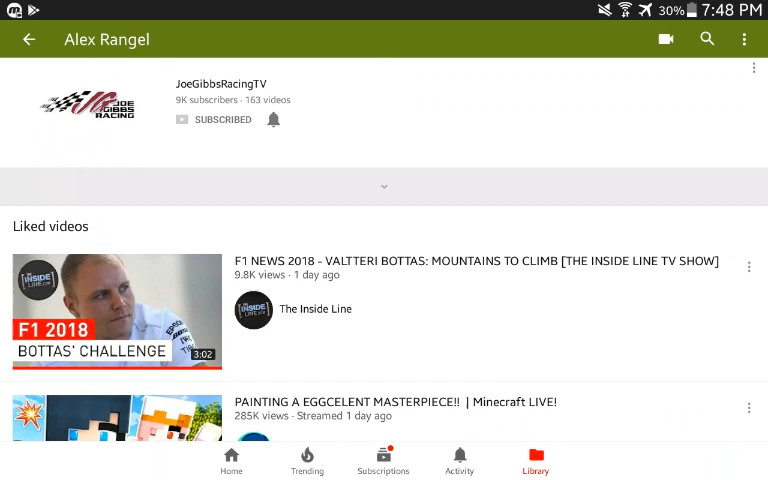 30% 7:48 PM
Alex Rangel
JoeGibbsRacingTV
9K subscribers · 163 videos
SUBSCRIBED
JG JOE GIBBS RACING
Liked videos
F1 NEWS 2018 - VALTTERI BOTTAS: MOUNTAINS TO CLIMB [THE INSIDE LINE TV SHOW]
9.8K views · 1 day ago
The Inside Line
THE INSIDE LINE
EPSON
F1 2018
BOTTAS' CHALLENGE
3:02
PAINTING A EGGCELENT MASTERPIECE!! | Minecraft LIVE!
285K views · Streamed 1 day ago
Home
Trending
Subscriptions
Activity
Library